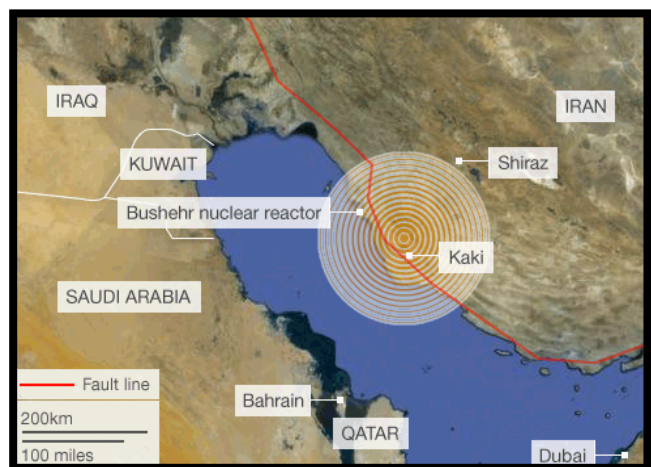 IRAQ
IRAN
KUWAIT
Shiraz
Bushehr nuclear reactor
Kaki
SAUDI ARABIA
Fault line
Bahrain
200km
QATAR
100 miles
Dubai